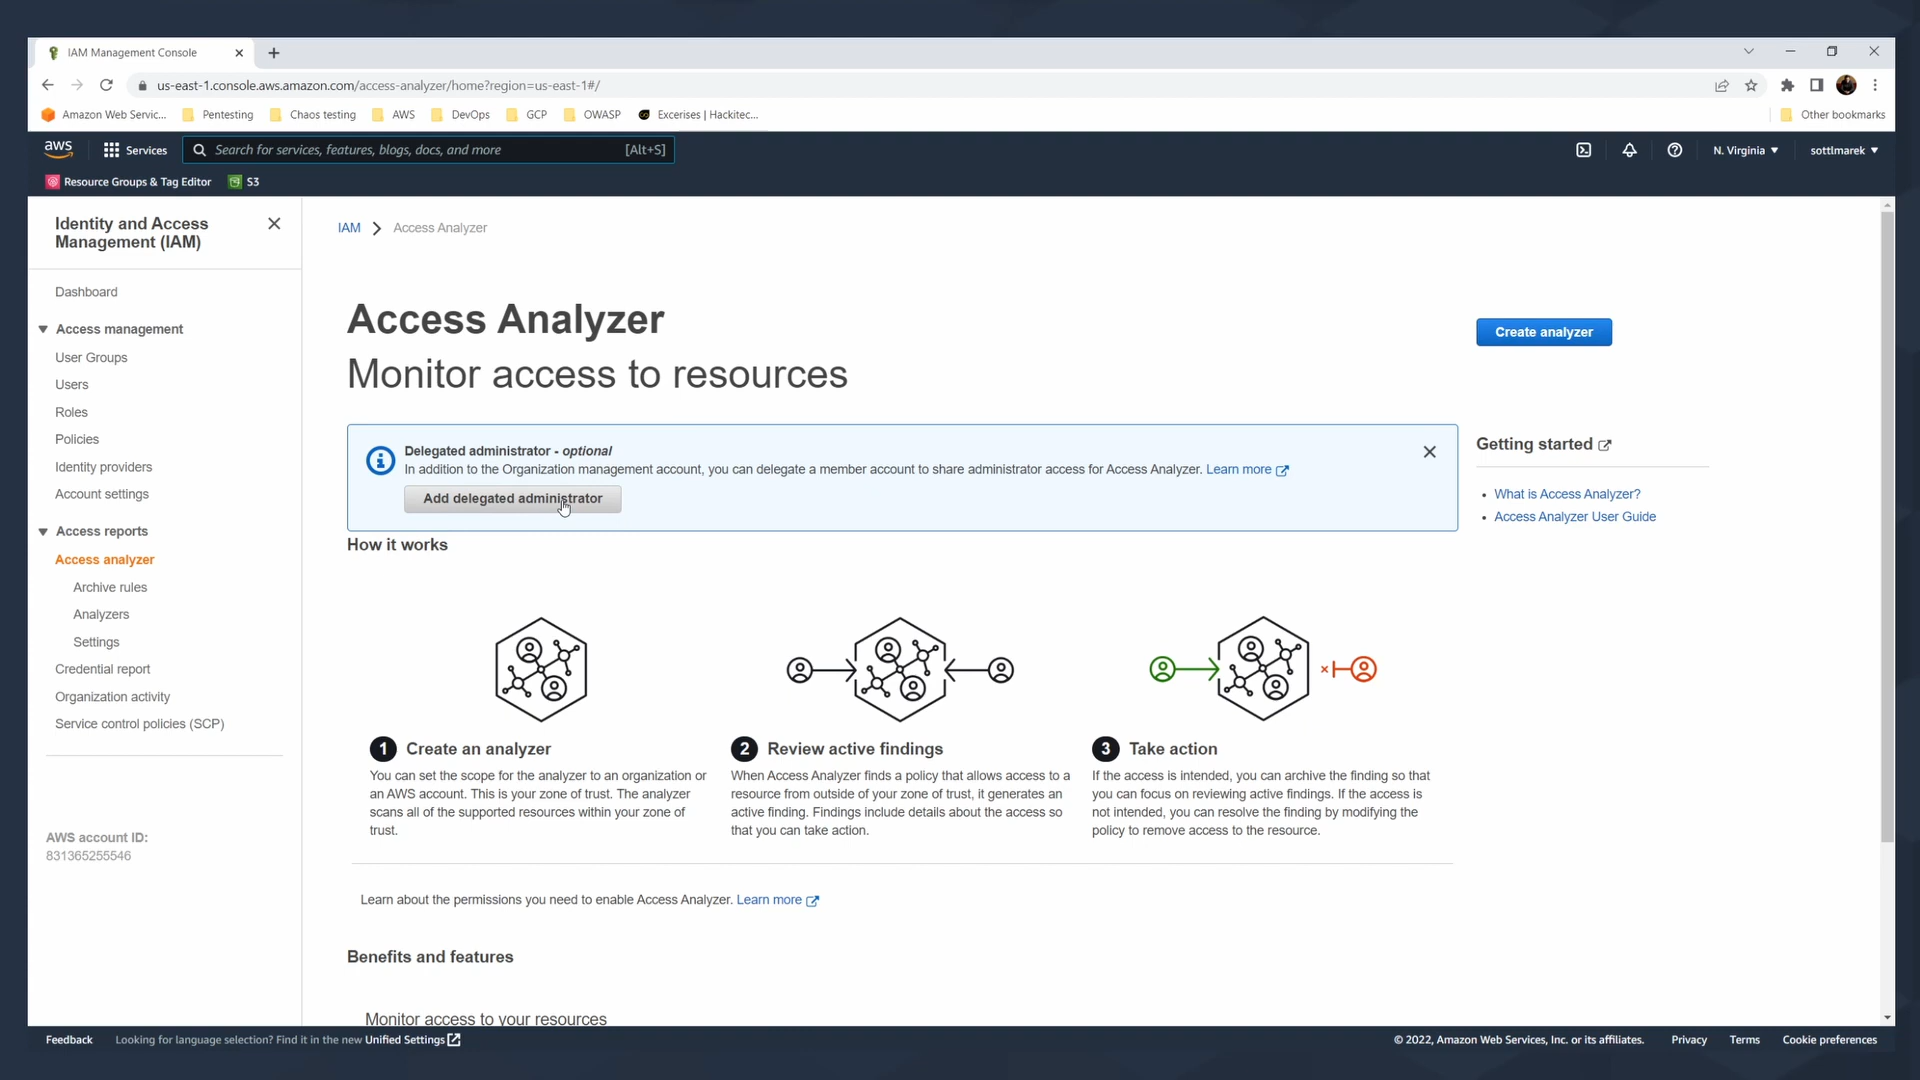 IAM Management Console
us-east-1.console.aws.amazon.com/access-analyzer/home?region=us-east-1#/
Amazon Web Servic...
Pentesting
Chaos testing
AWS
DevOps
GCP
OWASP
Excerises | Hackitec...
Other bookmarks
aws
Services
Search for services, features, blogs, docs, and more
[Alt+S]
N. Virginia
sottlmarek
Resource Groups & Tag Editor
S3
Identity and Access
Management (IAM)
Dashboard
Access management
User Groups
Users
Roles
Policies
Identity providers
Account settings
Access reports
Access analyzer
Archive rules
Analyzers
Settings
Credential report
Organization activity
Service control policies (SCP)
AWS account ID:
831365255546
IAM
Access Analyzer
Access Analyzer
Monitor access to resources
Create analyzer
Delegated administrator - optional
In addition to the Organization management account, you can delegate a member account to share administrator access for Access Analyzer. Learn more
Add delegated administrator
Getting started
What is Access Analyzer?
Access Analyzer User Guide
How it works
1 Create an analyzer
You can set the scope for the analyzer to an organization or
an AWS account. This is your zone of trust. The analyzer
scans all of the supported resources within your zone of
trust.
2 Review active findings
When Access Analyzer finds a policy that allows access to a
resource from outside of your zone of trust, it generates an
active finding. Findings include details about the access so
that you can take action.
3 Take action
If the access is intended, you can archive the finding so that
you can focus on reviewing active findings. If the access is
not intended, you can resolve the finding by modifying the
policy to remove access to the resource.
Learn about the permissions you need to enable Access Analyzer. Learn more
Benefits and features
Monitor access to your resources
Feedback
Looking for language selection? Find it in the new Unified Settings
© 2022, Amazon Web Services, Inc. or its affiliates.
Privacy
Terms
Cookie preferences